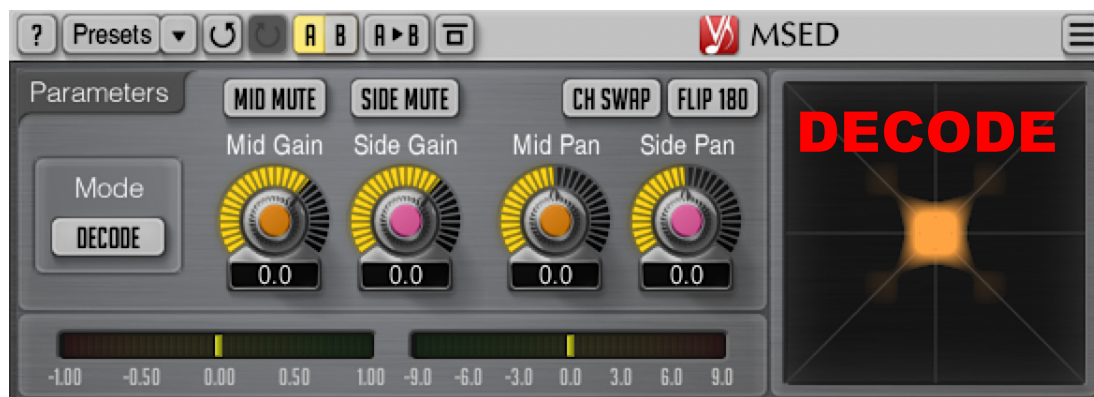 ? Presets A B A▸B MSED
Parameters MID MUTE SIDE MUTE CH SWAP FLIP 180
DECODE
Mid Gain Side Gain Mid Pan Side Pan
Mode
DECODE
0.0 0.0 0.0 0.0
-1.00 -0.50 0.00 0.50 1.00 -9.0 -6.0 -3.0 0.0 3.0 6.0 9.0